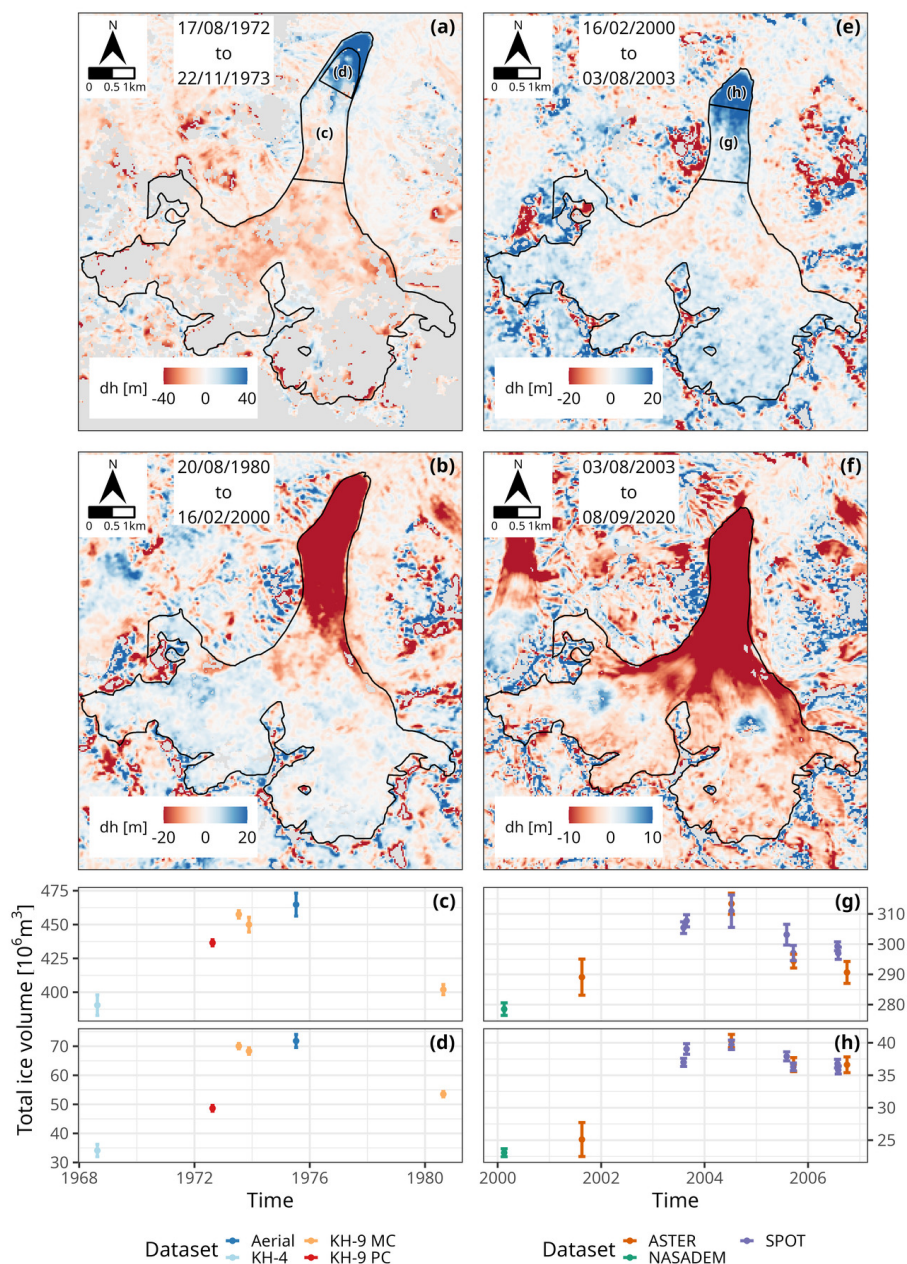 (a)
N
0 0.5 1km
17/08/1972
to
22/11/1973
(d)
(c)
dh [m]
-40 0 40
(e)
N
0 0.5 1km
16/02/2000
to
03/08/2003
(h)
(g)
dh [m]
-20 0 20
(b)
N
0 0.5 1km
20/08/1980
to
16/02/2000
dh [m]
-20 0 20
(f)
N
0 0.5 1km
03/08/2003
to
08/09/2020
dh [m]
-10 0 10
Total ice volume [10⁶m³]
(c)
475
450
425
400
(d)
70
60
50
40
30
1968 1972 1976 1980
Time
(g)
310
300
290
280
(h)
40
35
30
25
2000 2002 2004 2006
Time
Dataset
Aerial
KH-4
KH-9 MC
KH-9 PC
Dataset
ASTER
NASADEM
SPOT